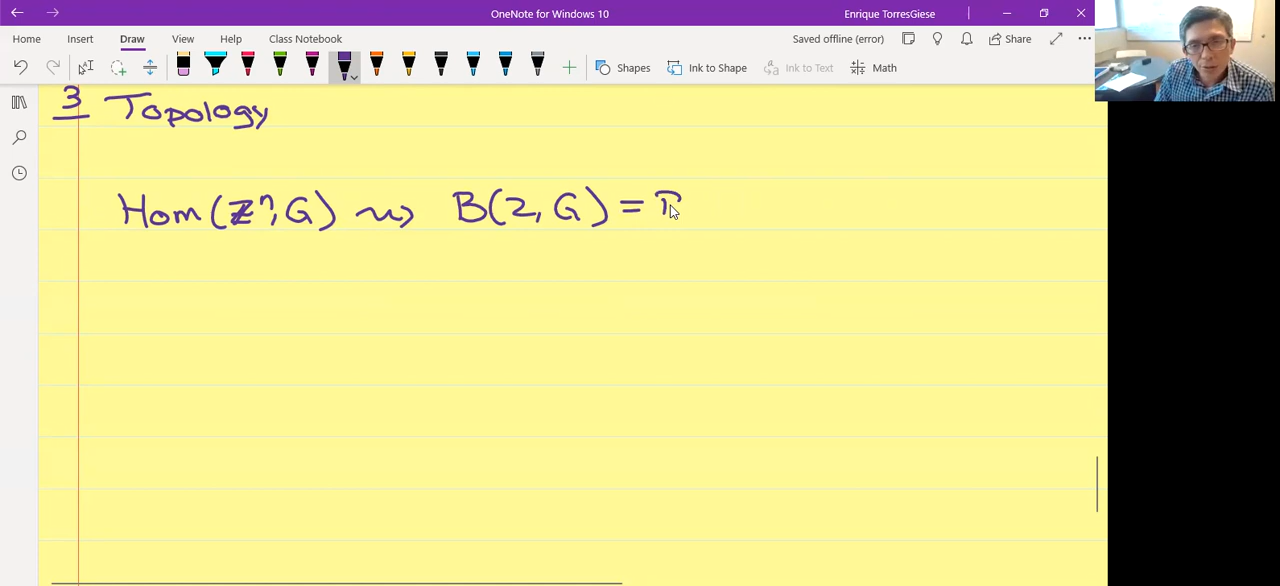 OneNote for Windows 10
Enrique TorresGiese
Home Insert Draw View Help Class Notebook
Saved offline (error)
Share
Shapes
Ink to Shape
Ink to Text
Math
3 Topology
Hom(ℤⁿ, G) ⇝ B(2, G) =